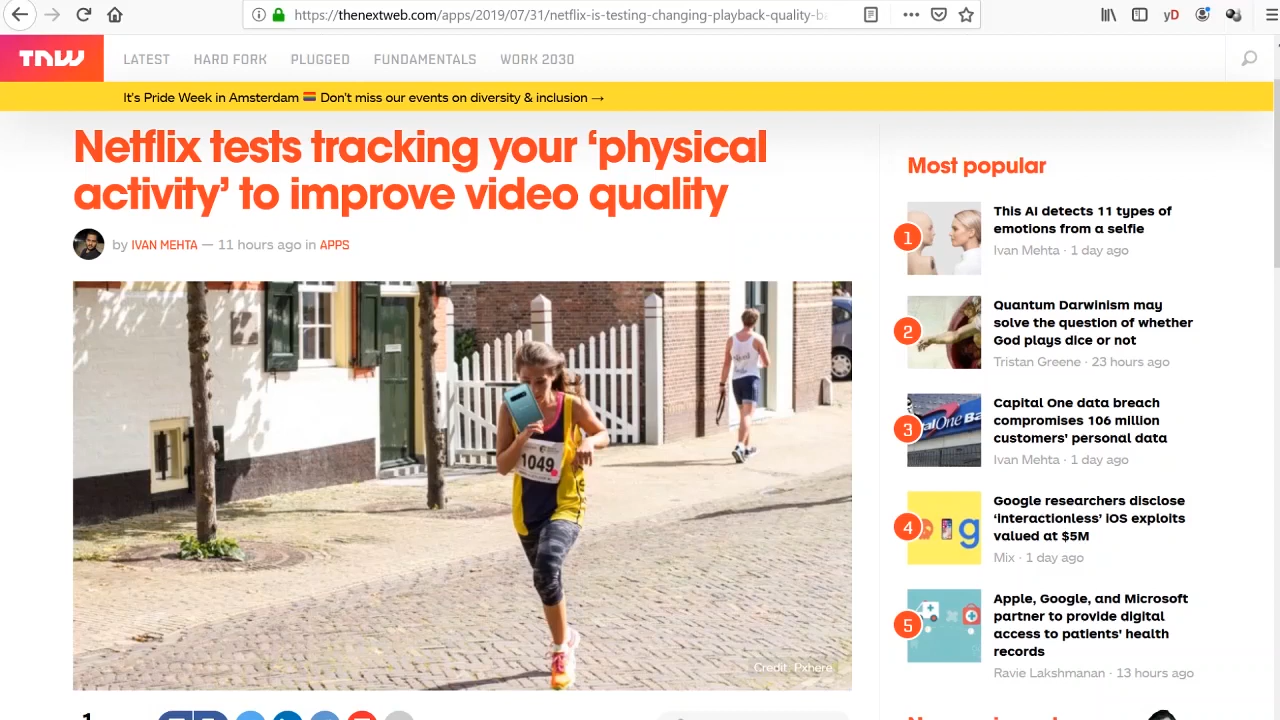 https://thenextweb.com/apps/2019/07/31/netflix-is-testing-changing-playback-quality-ba
yD
TNW
LATEST
HARD FORK
PLUGGED
FUNDAMENTALS
WORK 2030
It's Pride Week in Amsterdam Don't miss our events on diversity & inclusion →
Netflix tests tracking your ‘physical
activity’ to improve video quality
by IVAN MEHTA — 11 hours ago in APPS
1049
Credit: Pxhere
1
Most popular
1
This AI detects 11 types of
emotions from a selfie
Ivan Mehta · 1 day ago
2
Quantum Darwinism may
solve the question of whether
God plays dice or not
Tristan Greene · 23 hours ago
3
Capital One data breach
compromises 106 million
customers' personal data
Ivan Mehta · 1 day ago
4
Google researchers disclose
‘interactionless’ iOS exploits
valued at $5M
Mix · 1 day ago
5
Apple, Google, and Microsoft
partner to provide digital
access to patients' health
records
Ravie Lakshmanan · 13 hours ago